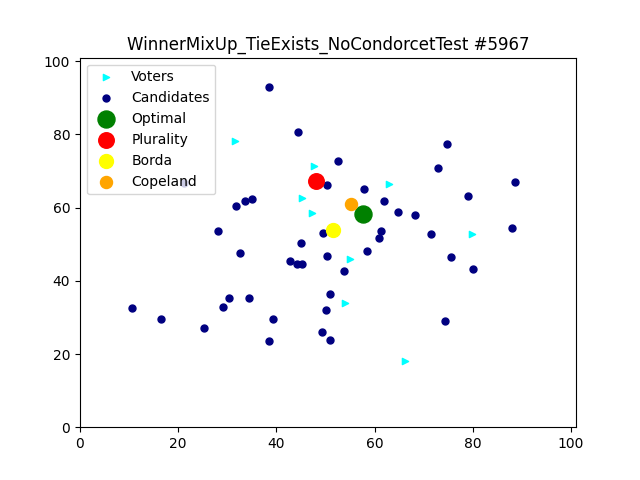 WinnerMixUp_TieExists_NoCondorcetTest #5967
100
80
60
40
20
0
Voters
Candidates
Optimal
Plurality
Borda
Copeland
0 20 40 60 80 100